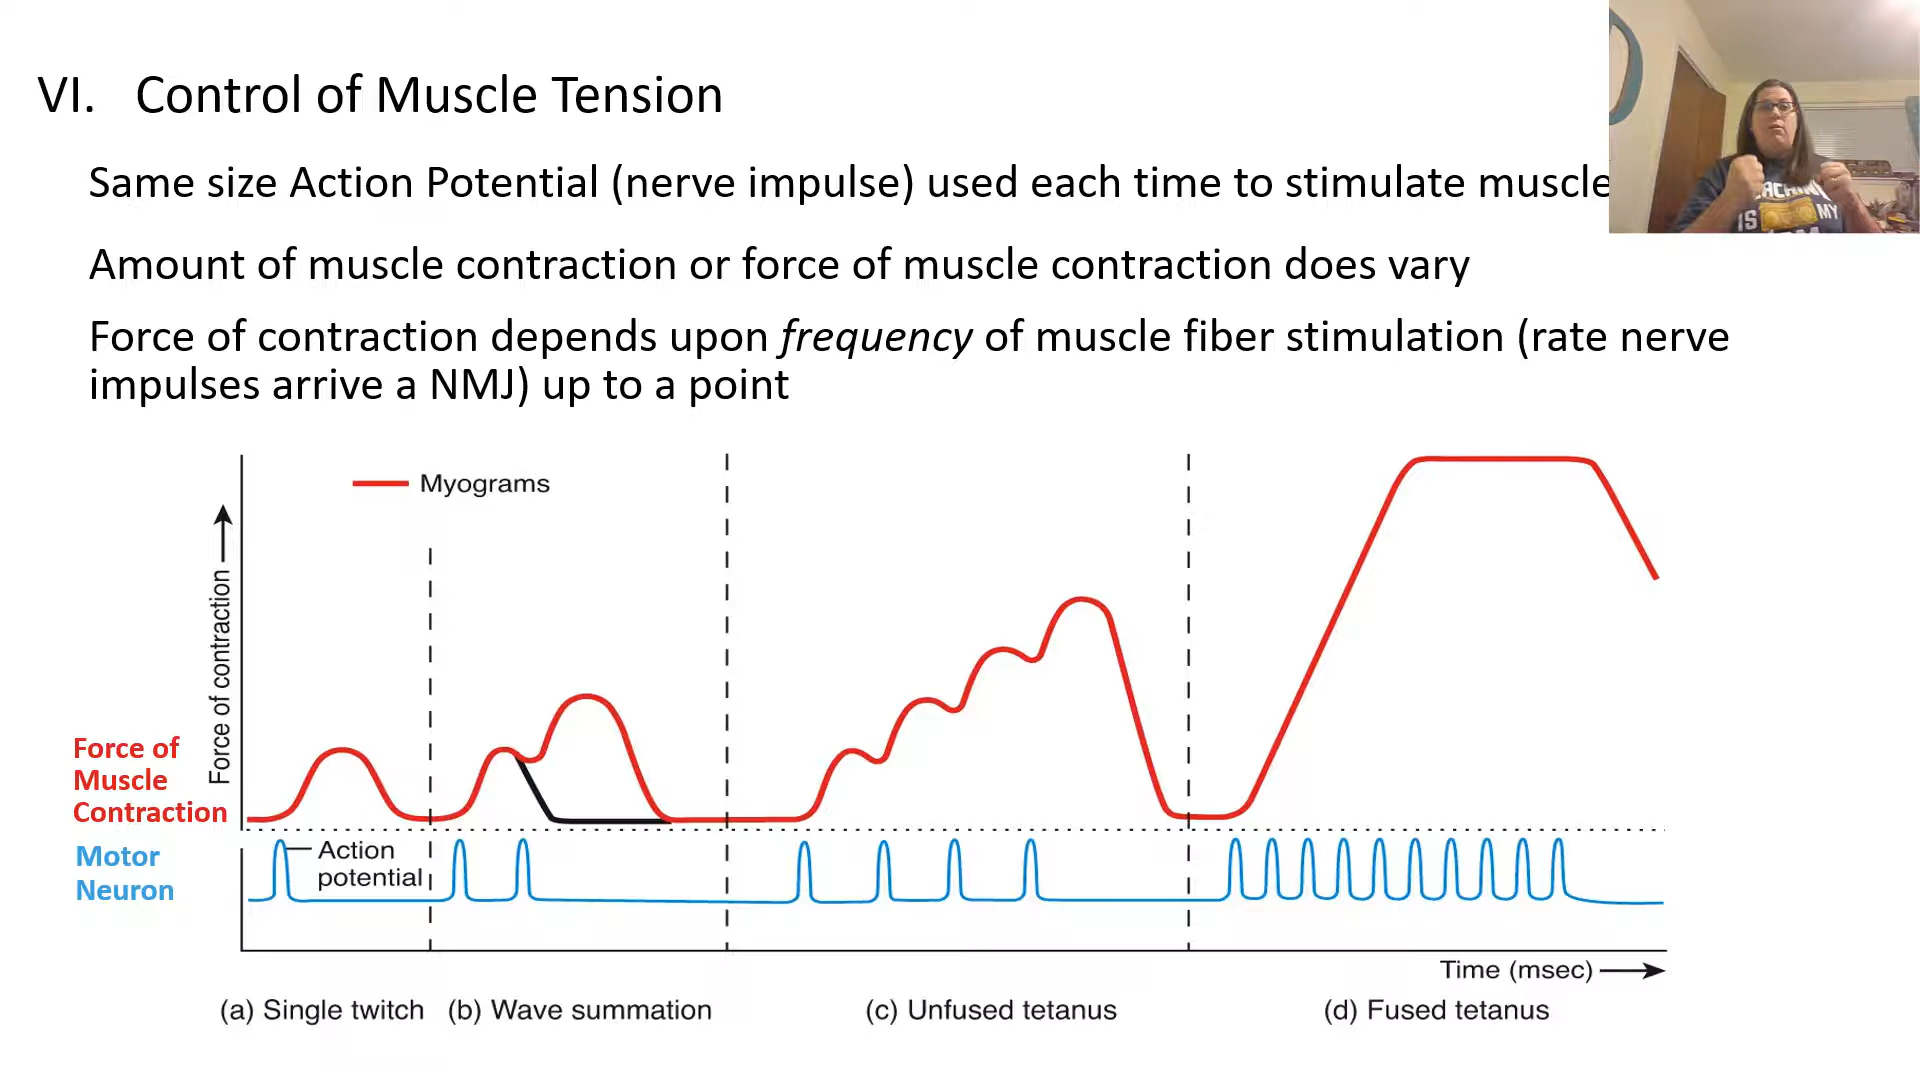 VI. Control of Muscle Tension
Same size Action Potential (nerve impulse) used each time to stimulate muscle
IS
MY
Amount of muscle contraction or force of muscle contraction does vary
Force of contraction depends upon frequency of muscle fiber stimulation (rate nerve
impulses arrive a NMJ) up to a point
Myograms
Force of contraction
Force of
Muscle
Contraction
Motor
Neuron
Action
potential
Time (msec)
(a) Single twitch
(b) Wave summation
(c) Unfused tetanus
(d) Fused tetanus